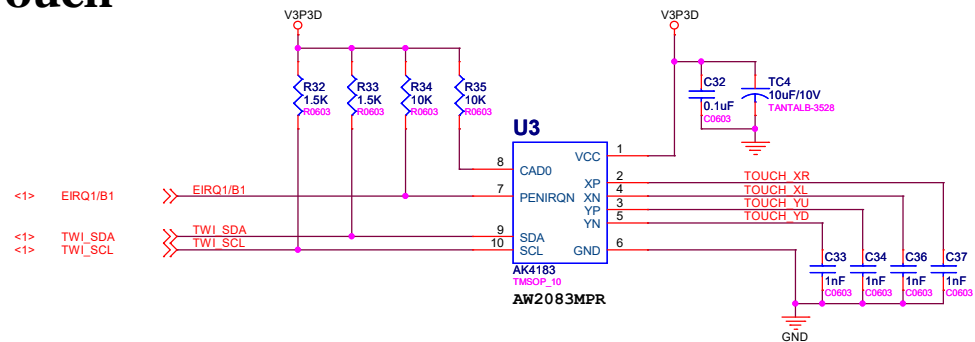 V3P3D
V3P3D
R32
1.5K
R0603
R33
1.5K
R0603
R34
10K
R0603
R35
10K
R0603
C32
0.1uF
C0603
TC4
10uF/10V
TANTALB-3528
U3
8
CAD0
7
PENIRQN
9
SDA
10
SCL
VCC
1
XP
2
XN
4
YP
3
YN
5
GND
6
AK4183
TMSOP_10
AW2083MPR
<1> EIRQ1/B1
EIRQ1/B1
<1> TWI_SDA
TWI_SDA
<1> TWI_SCL
TWI_SCL
TOUCH_XR
TOUCH_XL
TOUCH_YU
TOUCH_YD
C33
1nF
C0603
C34
1nF
C0603
C36
1nF
C0603
C37
1nF
C0603
GND